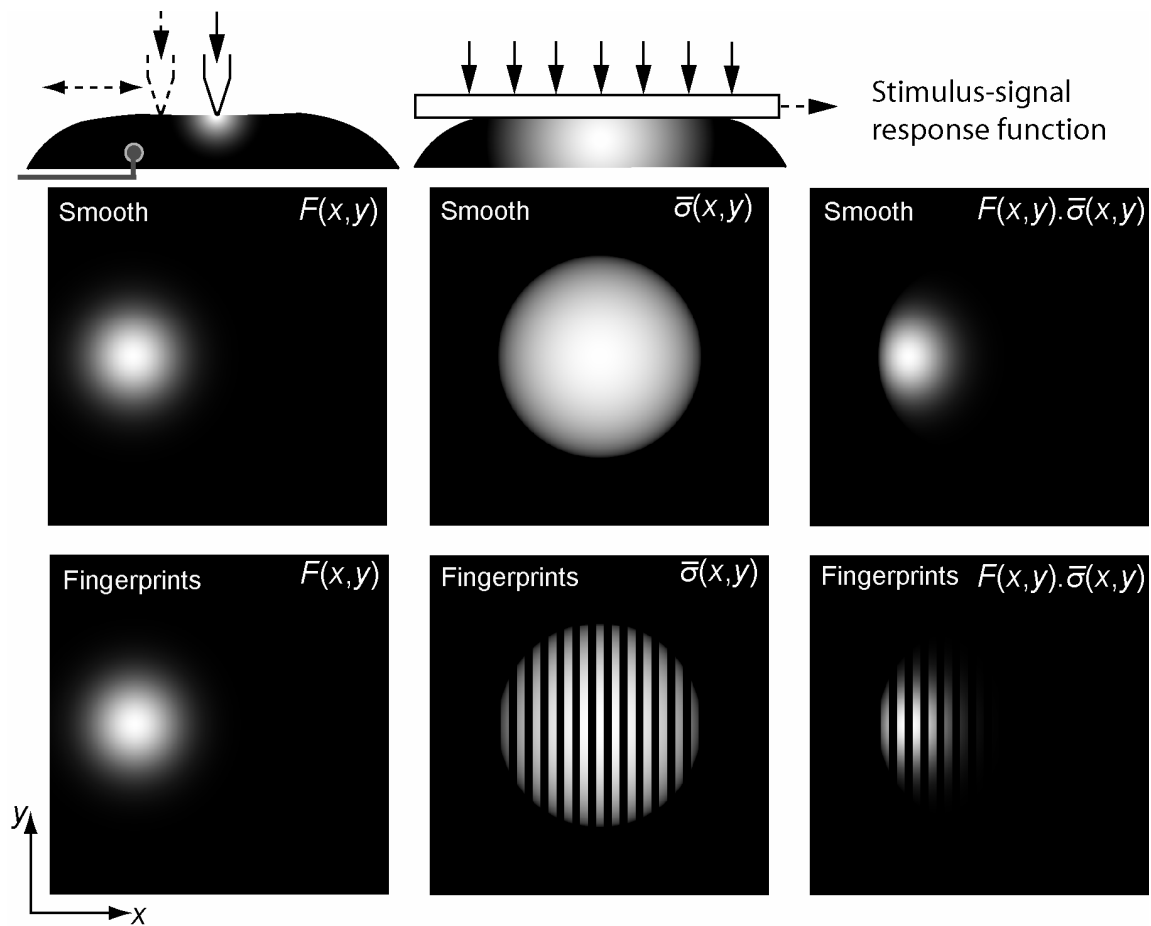 Stimulus-signal
response function
Smooth F(x,y)
Smooth σ̅(x,y)
Smooth F(x,y).σ̅(x,y)
Fingerprints F(x,y)
Fingerprints σ̅(x,y)
Fingerprints F(x,y).σ̅(x,y)
y
x